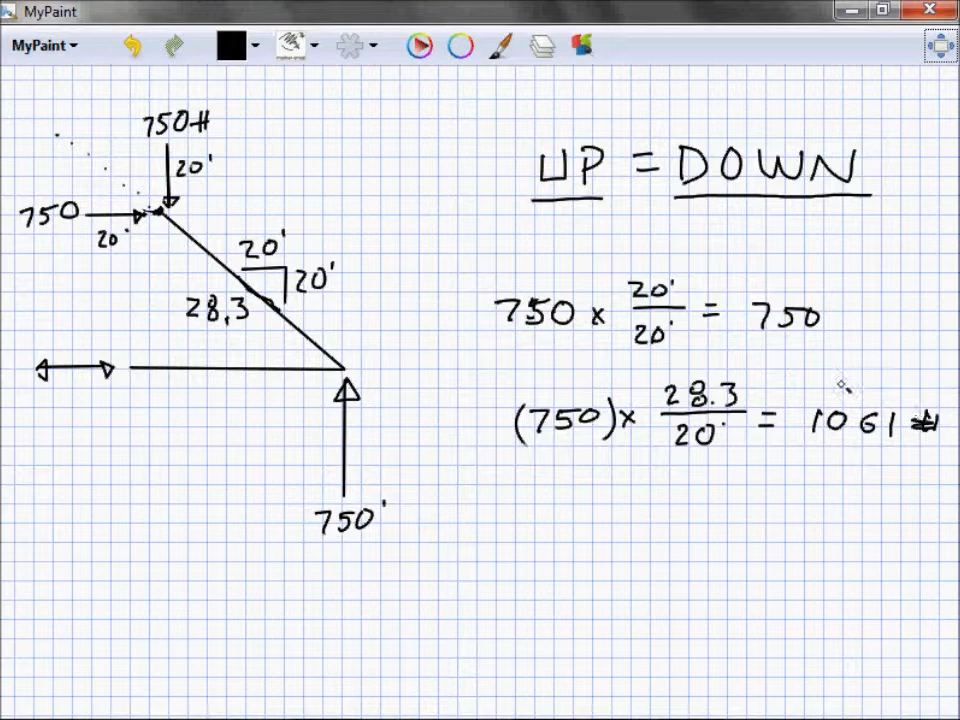 MyPaint
MyPaint
750#
20'
750
20'
20'
20'
28.3
750'
UP = DOWN
750 x 20'/20' = 750
(750) x 28.3/20' = 1061 #